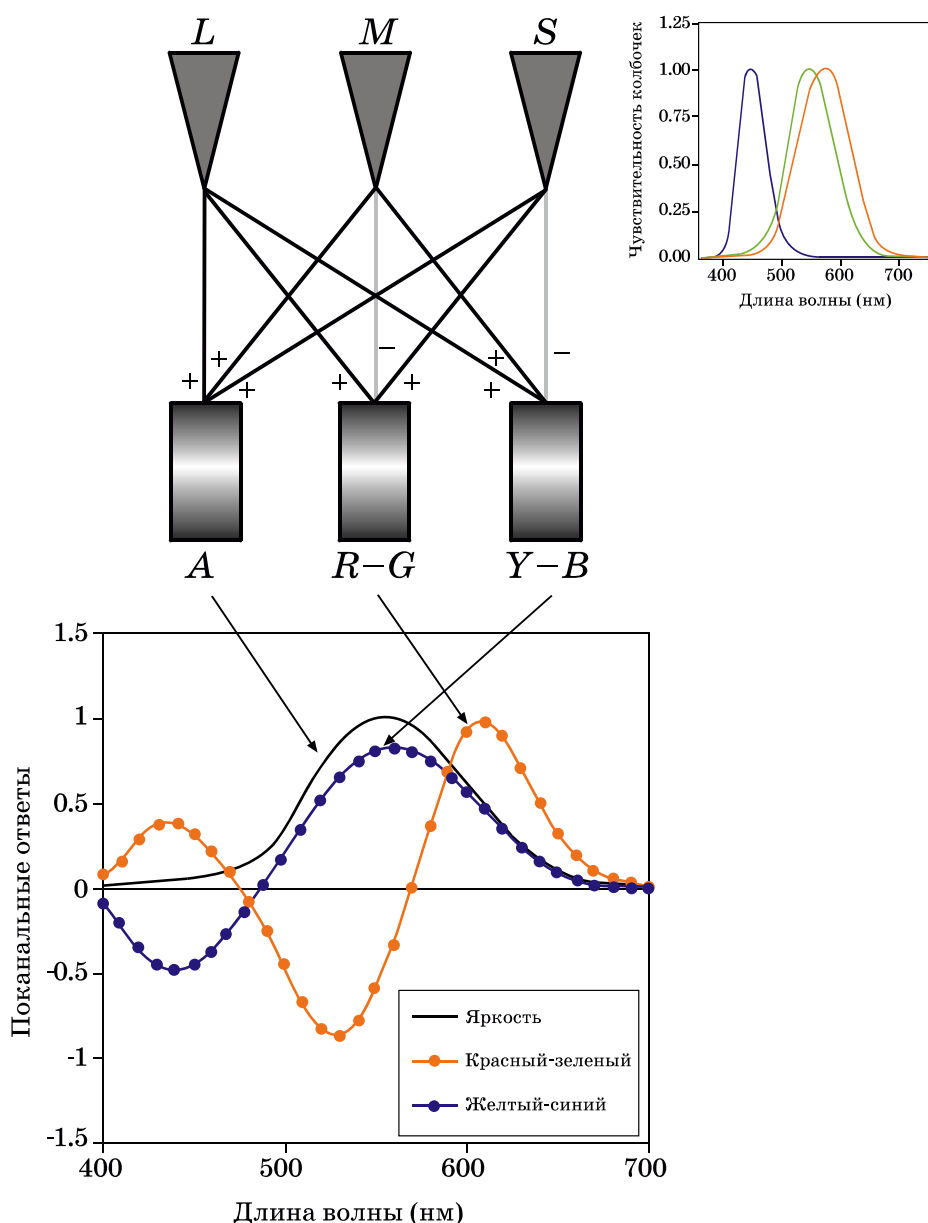 L M S
+ + + + − + + + −
A R−G Y−B
1.25
1.00
0.75
0.50
0.25
0.00
Чувствительность колбочек
400 500 600 700
Длина волны (нм)
1.5
1
0.5
0
-0.5
-1
-1.5
Поканальные ответы
Яркость
Красный-зеленый
Желтый-синий
400 500 600 700
Длина волны (нм)